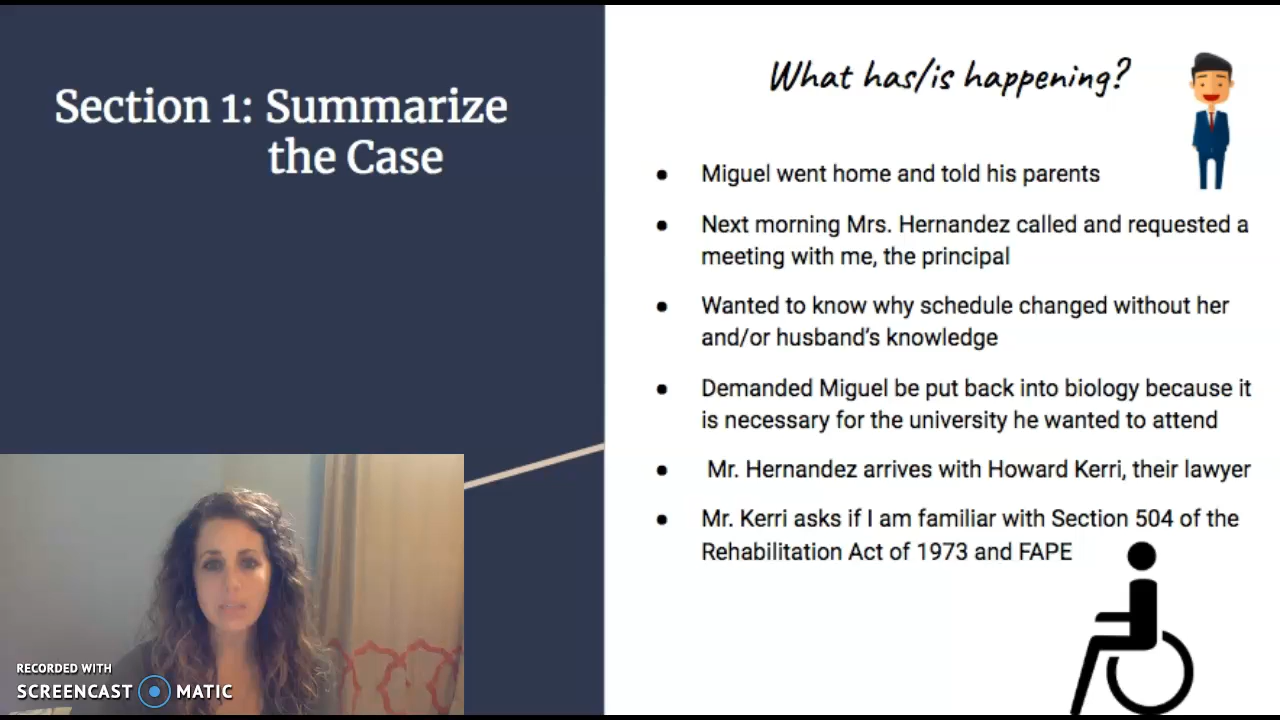 Section 1: Summarize
the Case
What has/is happening?
● Miguel went home and told his parents
● Next morning Mrs. Hernandez called and requested a
meeting with me, the principal
● Wanted to know why schedule changed without her
and/or husband's knowledge
● Demanded Miguel be put back into biology because it
is necessary for the university he wanted to attend
● Mr. Hernandez arrives with Howard Kerri, their lawyer
● Mr. Kerri asks if I am familiar with Section 504 of the
Rehabilitation Act of 1973 and FAPE
RECORDED WITH
SCREENCAST MATIC